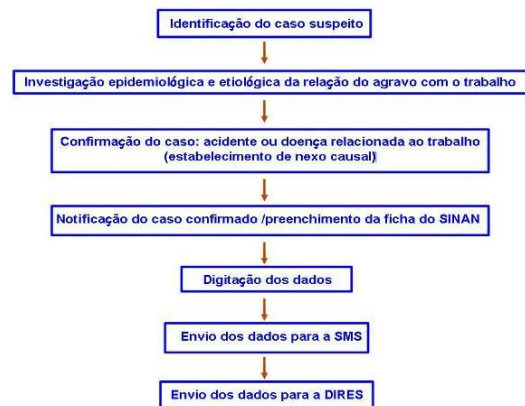 Identificação do caso suspeito
Investigação epidemiológica e etiológica da relação do agravo com o trabalho
Confirmação do caso: acidente ou doença relacionada ao trabalho
(estabelecimento de nexo causal)
Notificação do caso confirmado /preenchimento da ficha do SINAN
Digitação dos dados
Envio dos dados para a SMS
Envio dos dados para a DIRES